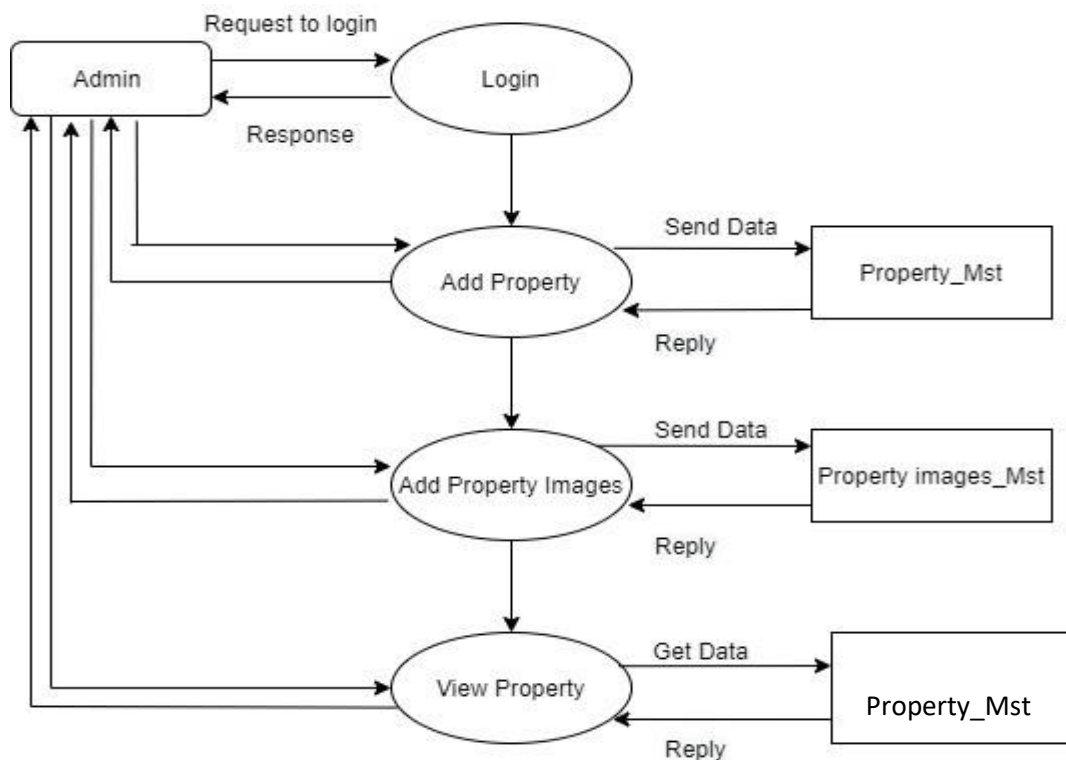 Request to login
Admin
Login
Response
Send Data
Add Property
Property_Mst
Reply
Send Data
Add Property Images
Property images_Mst
Reply
Get Data
View Property
Property_Mst
Reply